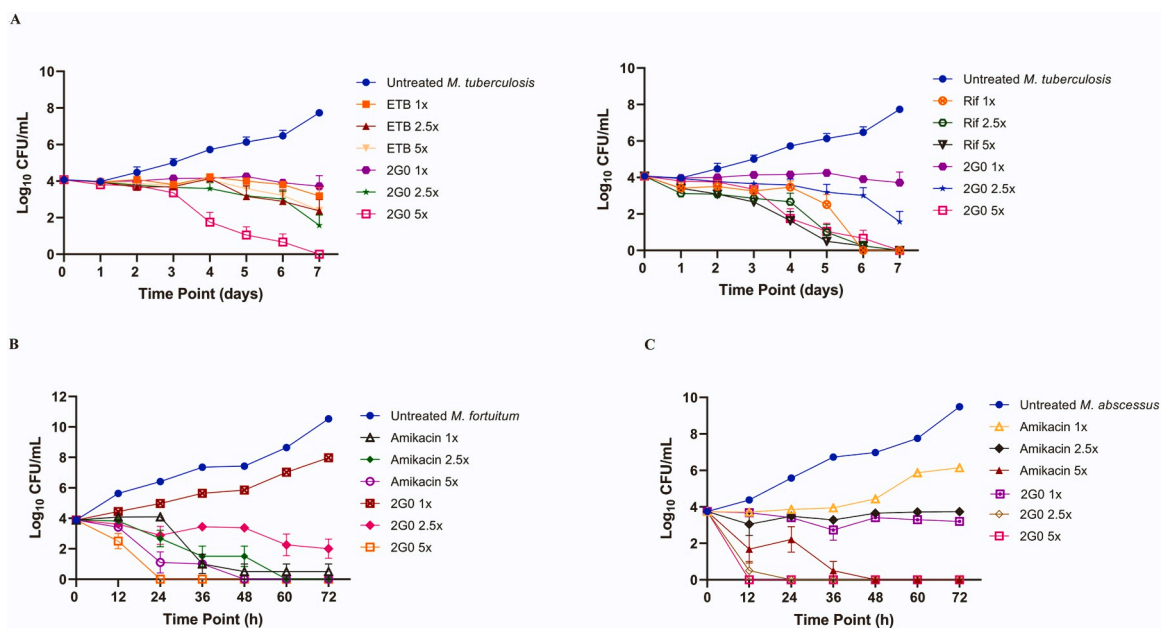 A
10
8
6
4
2
0
0 1 2 3 4 5 6 7
Log10 CFU/mL
Time Point (days)
Untreated M. tuberculosis
ETB 1x
ETB 2.5x
ETB 5x
2G0 1x
2G0 2.5x
2G0 5x
10
8
6
4
2
0
0 1 2 3 4 5 6 7
Log10 CFU/mL
Time Point (days)
Untreated M. tuberculosis
Rif 1x
Rif 2.5x
Rif 5x
2G0 1x
2G0 2.5x
2G0 5x
B
12
10
8
6
4
2
0
0 12 24 36 48 60 72
Log10 CFU/mL
Time Point (h)
Untreated M. fortuitum
Amikacin 1x
Amikacin 2.5x
Amikacin 5x
2G0 1x
2G0 2.5x
2G0 5x
C
10
8
6
4
2
0
0 12 24 36 48 60 72
Log10 CFU/mL
Time Point (h)
Untreated M. abscessus
Amikacin 1x
Amikacin 2.5x
Amikacin 5x
2G0 1x
2G0 2.5x
2G0 5x